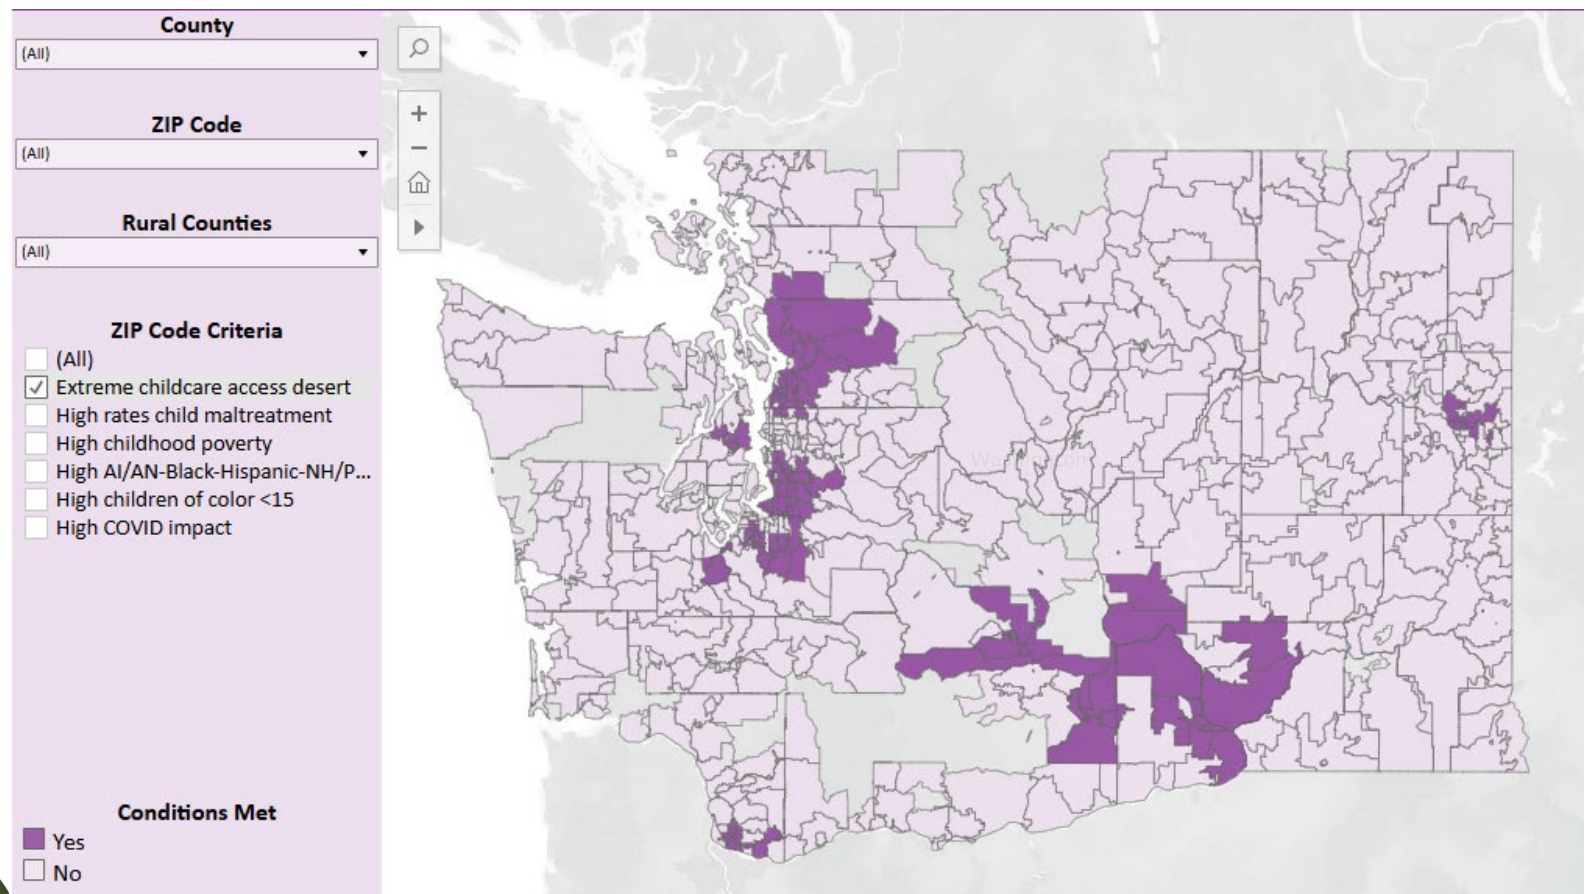 County
(All)
ZIP Code
(All)
Rural Counties
(All)
ZIP Code Criteria
(All)
Extreme childcare access desert
High rates child maltreatment
High childhood poverty
High AI/AN-Black-Hispanic-NH/P...
High children of color <15
High COVID impact
Conditions Met
Yes
No
Washington